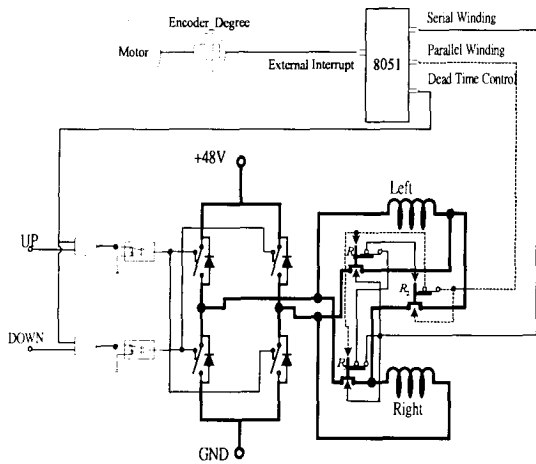 Encoder_Degree
Serial Winding
Motor
8051
Parallel Winding
External Interrupt
Dead Time Control
+48V
Left
UP
R
R
DOWN
R
Right
GND